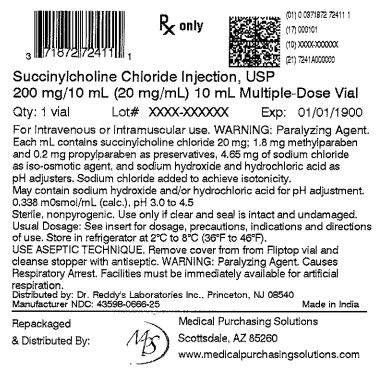 Rx only
(01) 0 0371872 72411 1
(17) 000101
(10) XXXX-XXXXXX
(21) 7241A000000
3 71872 72411 1
Succinylcholine Chloride Injection, USP
200 mg/10 mL (20 mg/mL) 10 mL Multiple-Dose Vial
Qty: 1 vial Lot# XXXX-XXXXXX Exp: 01/01/1900
For Intravenous or Intramuscular use. WARNING: Paralyzing Agent.
Each mL contains succinylcholine chloride 20 mg; 1.8 mg methylparaben
and 0.2 mg propylparaben as preservatives, 4.65 mg of sodium chloride
as iso-osmotic agent, and sodium hydroxide and hydrochloric acid as
pH adjusters. Sodium chloride added to achieve isotonicity.
May contain sodium hydroxide and/or hydrochloric acid for pH adjustment.
0.338 mOsmol/mL (calc.), pH 3.0 to 4.5
Sterile, nonpyrogenic. Use only if clear and seal is intact and undamaged.
Usual Dosage: See insert for dosage, precautions, indications and directions
of use. Store in refrigerator at 2°C to 8°C (36°F to 46°F).
USE ASEPTIC TECHNIQUE. Remove cover from from Fliptop vial and
cleanse stopper with antiseptic. WARNING: Paralyzing Agent. Causes
Respiratory Arrest. Facilities must be immediately available for artificial
respiration.
Distributed by: Dr. Reddy's Laboratories Inc., Princeton, NJ 08540
Manufacturer NDC: 43598-0666-25 Made in India
Repackaged
& Distributed By:
MPS
Medical Purchasing Solutions
Scottsdale, AZ 85260
www.medicalpurchasingsolutions.com